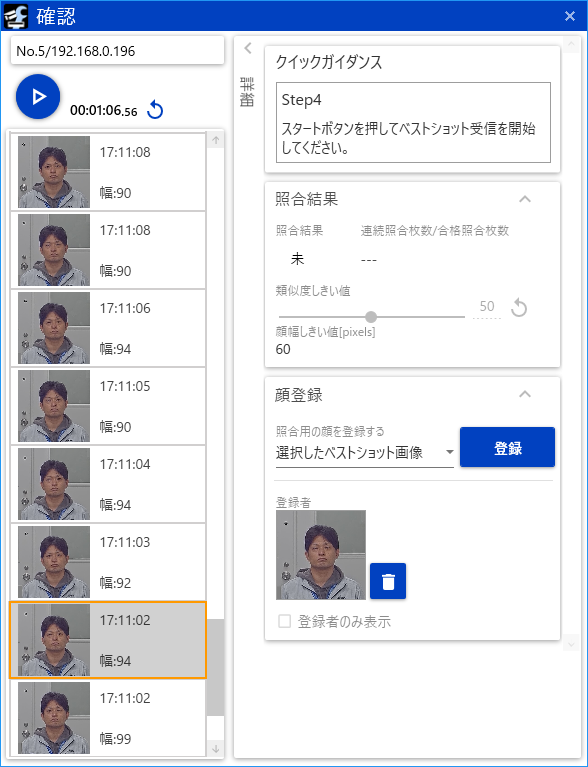 確認
No.5/192.168.0.196
00:01:06.56
17:11:08
幅:90
17:11:08
幅:90
17:11:06
幅:94
17:11:05
幅:90
17:11:04
幅:94
17:11:03
幅:92
17:11:02
幅:94
17:11:02
幅:99
詳細
クイックガイダンス
Step4
スタートボタンを押してベストショット受信を開始
してください。
照合結果
照合結果 連続照合枚数/合格照合枚数
未 ---
類似度しきい値
50
顔幅しきい値[pixels]
60
顔登録
照合用の顔を登録する
選択したベストショット画像
登録
登録者
登録者のみ表示